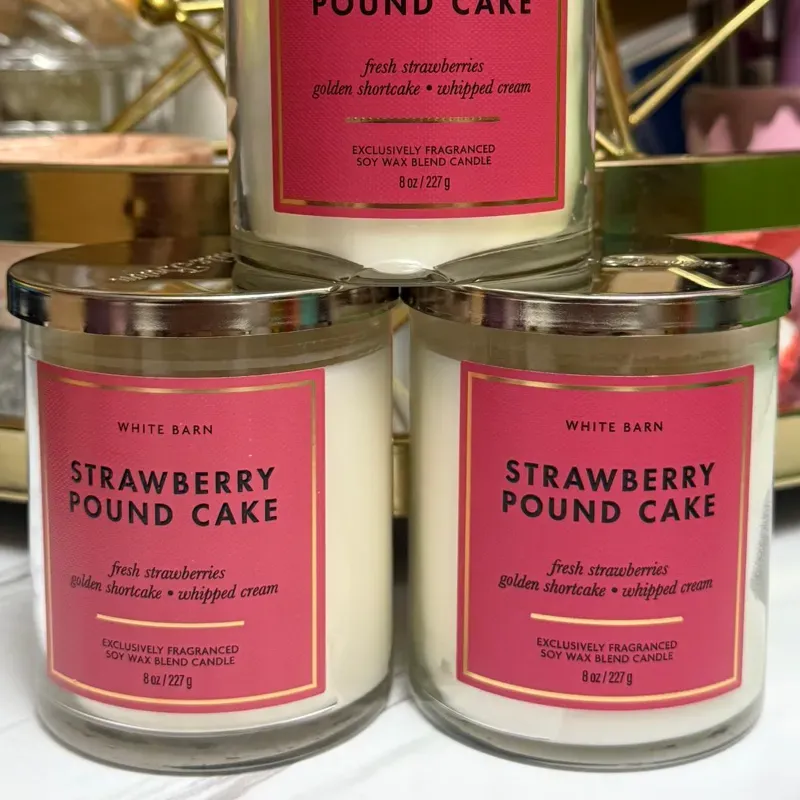 POUND CAKE
fresh strawberries
golden shortcake • whipped cream
EXCLUSIVELY FRAGRANCED
SOY WAX BLEND CANDLE
8 oz / 227 g
WHITE BARN
STRAWBERRY
POUND CAKE
fresh strawberries
golden shortcake • whipped cream
EXCLUSIVELY FRAGRANCED
SOY WAX BLEND CANDLE
8 oz / 227 g
WHITE BARN
STRAWBERRY
POUND CAKE
fresh strawberries
golden shortcake • whipped cream
EXCLUSIVELY FRAGRANCED
SOY WAX BLEND CANDLE
8 oz / 227 g